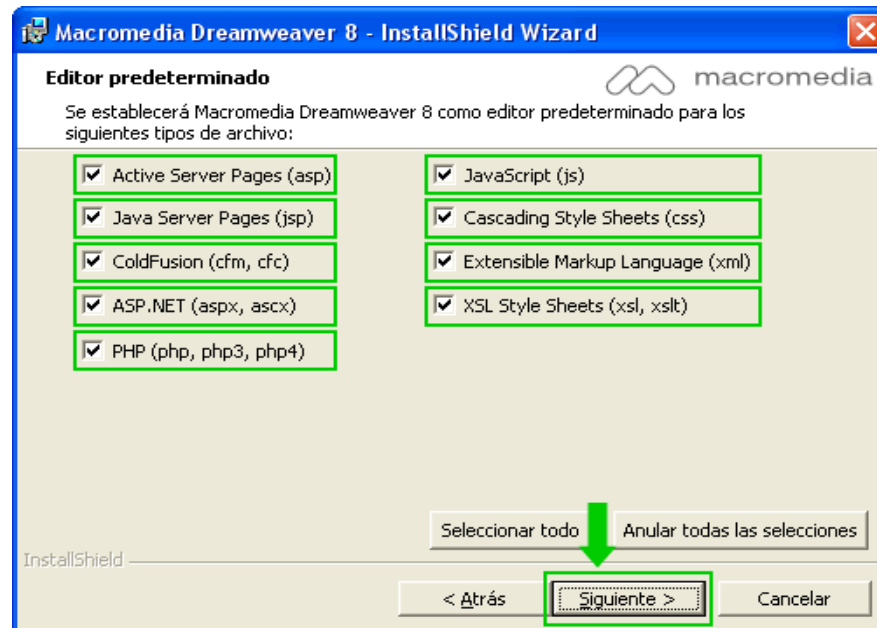 Macromedia Dreamweaver 8 - InstallShield Wizard
Editor predeterminado
macromedia
Se establecerá Macromedia Dreamweaver 8 como editor predeterminado para los
siguientes tipos de archivo:
Active Server Pages (asp)
Java Server Pages (jsp)
ColdFusion (cfm, cfc)
ASP.NET (aspx, ascx)
PHP (php, php3, php4)
JavaScript (js)
Cascading Style Sheets (css)
Extensible Markup Language (xml)
XSL Style Sheets (xsl, xslt)
Seleccionar todo
Anular todas las selecciones
InstallShield
< Atrás
Siguiente >
Cancelar